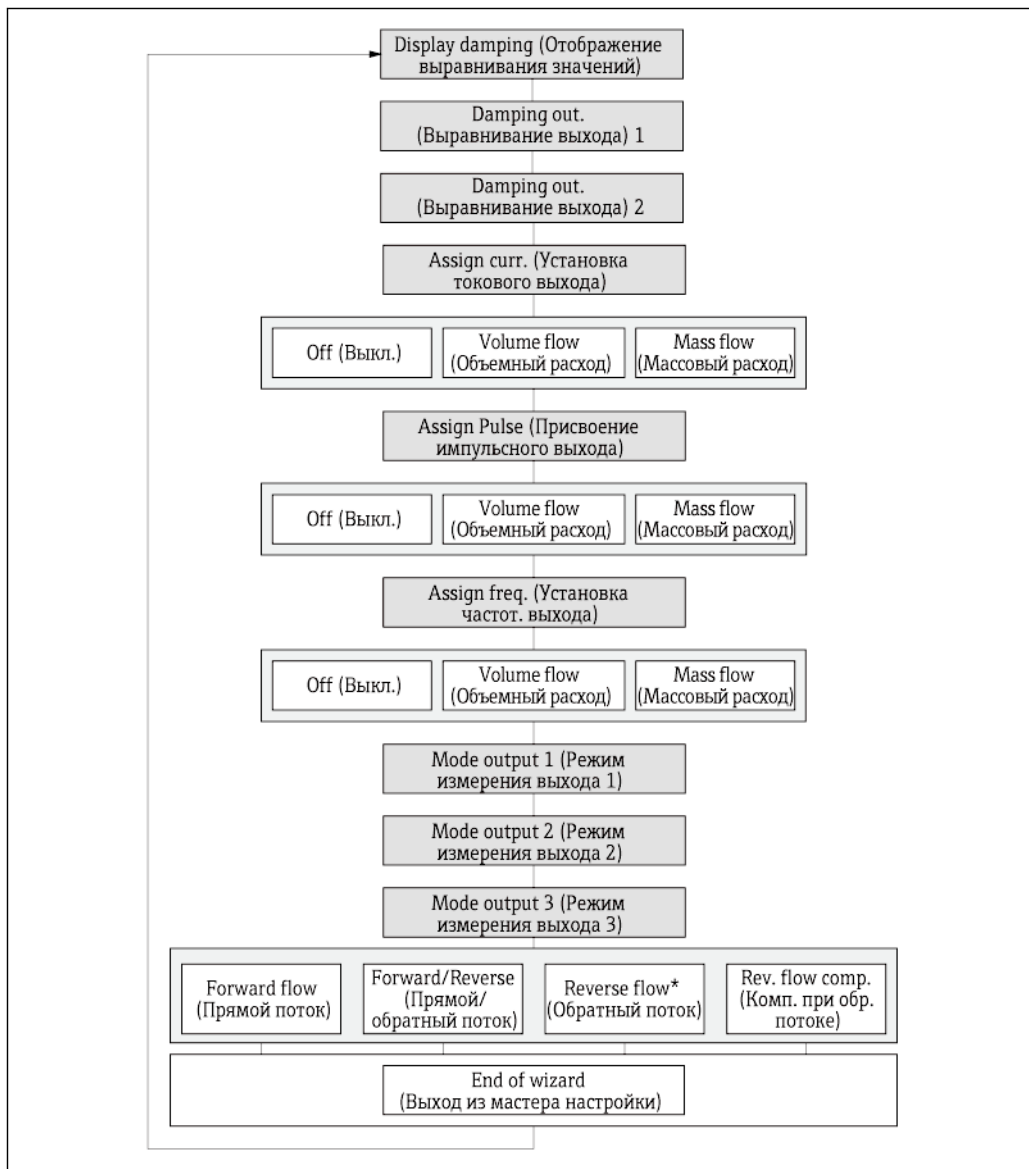 Display damping (Отображение
выравнивания значений)
Damping out.
(Выравнивание выхода) 1
Damping out.
(Выравнивание выхода) 2
Assign curr. (Установка
токового выхода)
Off (Выкл.)
Volume flow
(Объемный расход)
Mass flow
(Массовый расход)
Assign Pulse (Присвоение
импульсного выхода)
Off (Выкл.)
Volume flow
(Объемный расход)
Mass flow
(Массовый расход)
Assign freq. (Установка
частот. выхода)
Off (Выкл.)
Volume flow
(Объемный расход)
Mass flow
(Массовый расход)
Mode output 1 (Режим
измерения выхода 1)
Mode output 2 (Режим
измерения выхода 2)
Mode output 3 (Режим
измерения выхода 3)
Forward flow
(Прямой поток)
Forward/Reverse
(Прямой/
обратный поток)
Reverse flow*
(Обратный поток)
Rev. flow comp.
(Комп. при обр.
потоке)
End of wizard
(Выход из мастера настройки)